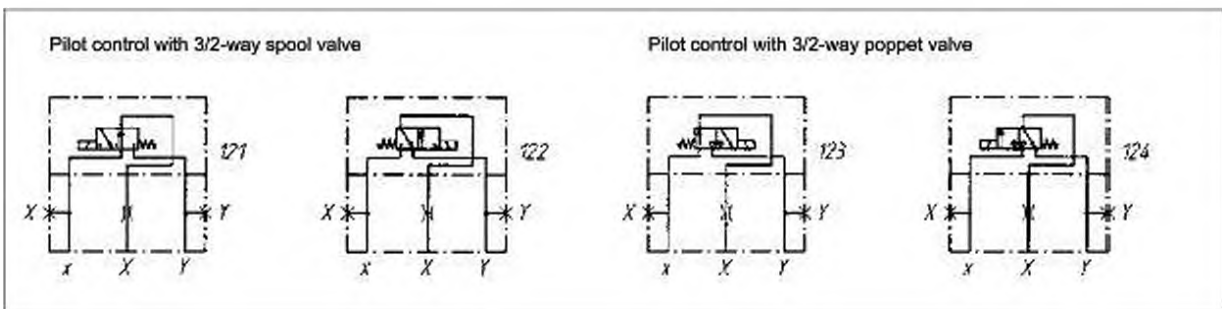 Pilot control with 3/2-way spool valve
Pilot control with 3/2-way poppet valve
121
122
123
124
X Y
X Y
X Y
X Y
x X Y
x X Y
x X Y
x X Y